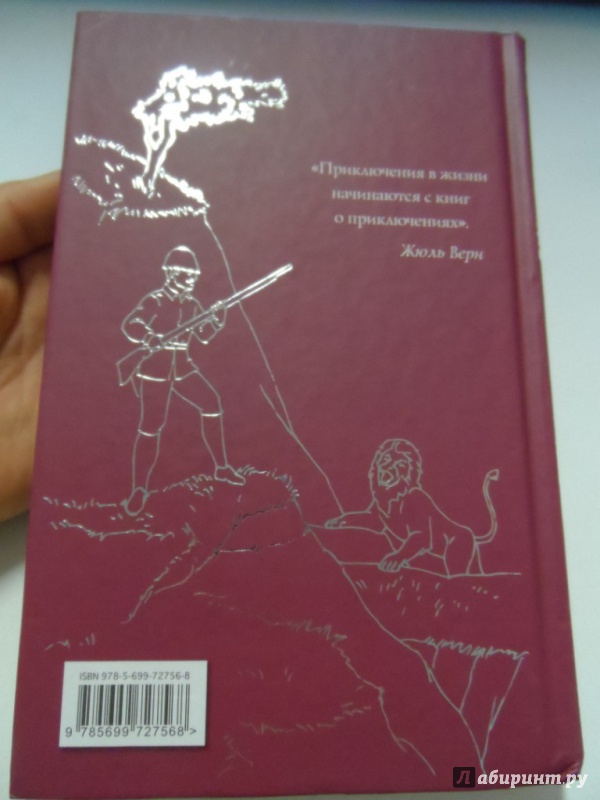 «Приключения в жизни
начинаются с книг
о приключениях».
Жюль Верн
ISBN 978-5-699-72756-8
9 785699 727568 >
Лабиринт.ру